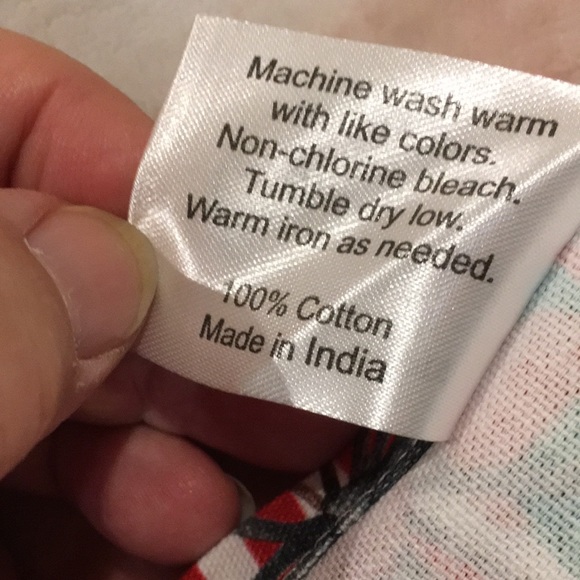 Machine wash warm
with like colors.
Non-chlorine bleach.
Tumble dry low.
Warm iron as needed.
100% Cotton
Made in India